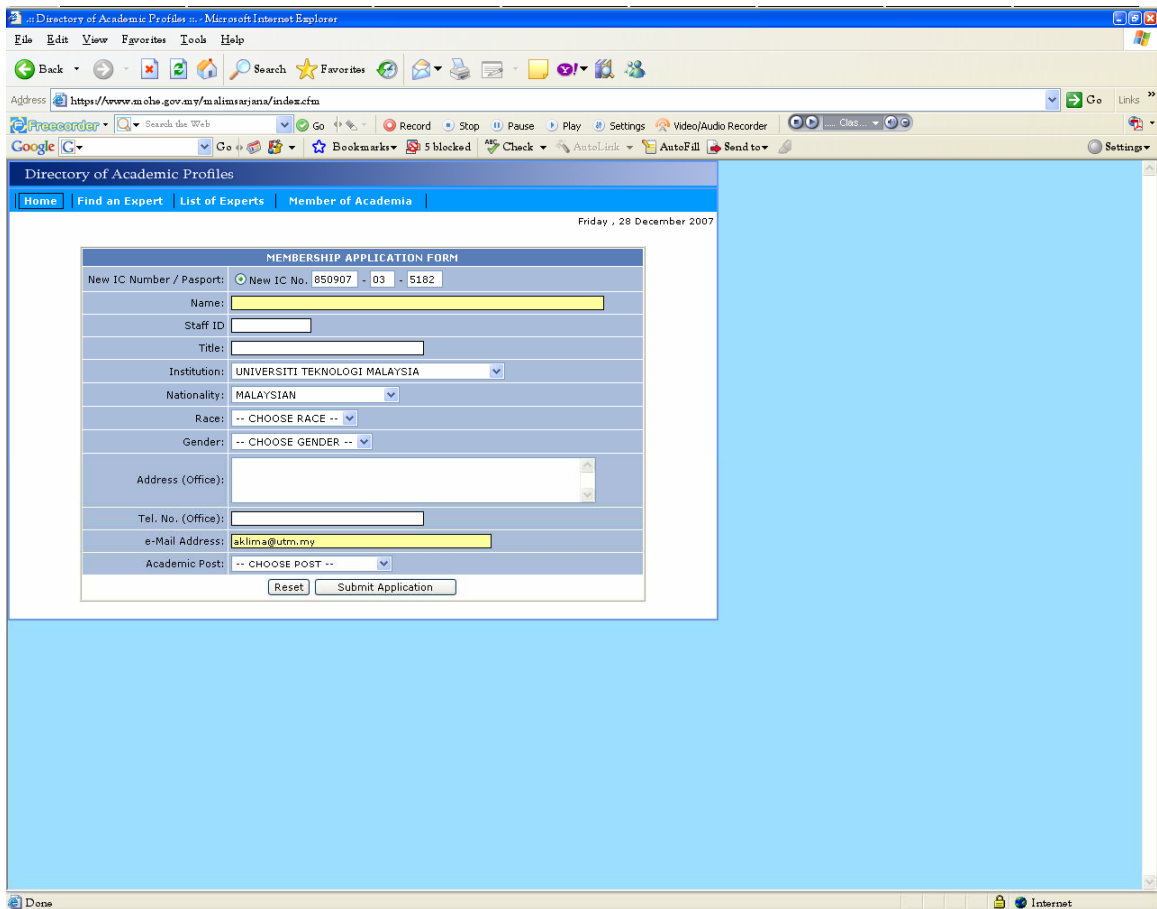 .:: Directory of Academic Profiles ::. - Microsoft Internet Explorer
File Edit View Favorites Tools Help
Back Search Favorites
Address https://www.mohe.gov.my/malimsarjana/index.cfm Go Links »
Freecorder Search the Web Go Record Stop Pause Play Settings Video/Audio Recorder .... Clas...
Google G Go Bookmarks 5 blocked ABC Check AutoLink AutoFill Send to Settings
Directory of Academic Profiles
Home Find an Expert List of Experts Member of Academia
Friday , 28 December 2007
MEMBERSHIP APPLICATION FORM
New IC Number / Pasport: New IC No. 850907 - 03 - 5182
Name:
Staff ID
Title:
Institution: UNIVERSITI TEKNOLOGI MALAYSIA
Nationality: MALAYSIAN
Race: -- CHOOSE RACE --
Gender: -- CHOOSE GENDER --
Address (Office):
Tel. No. (Office):
e-Mail Address: aklima@utm.my
Academic Post: -- CHOOSE POST --
Reset Submit Application
Done Internet